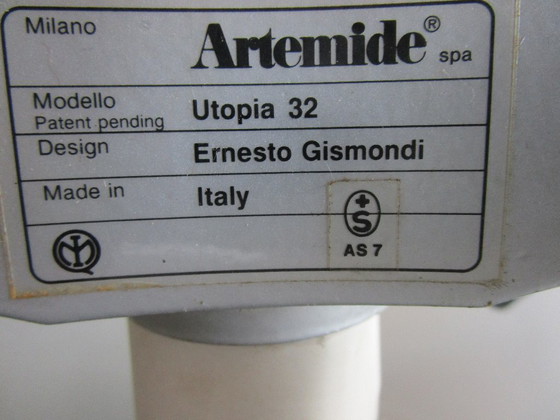 Milano Artemide® spa
Modello Utopia 32
Patent pending
Design Ernesto Gismondi
Made in Italy
+S
AS 7